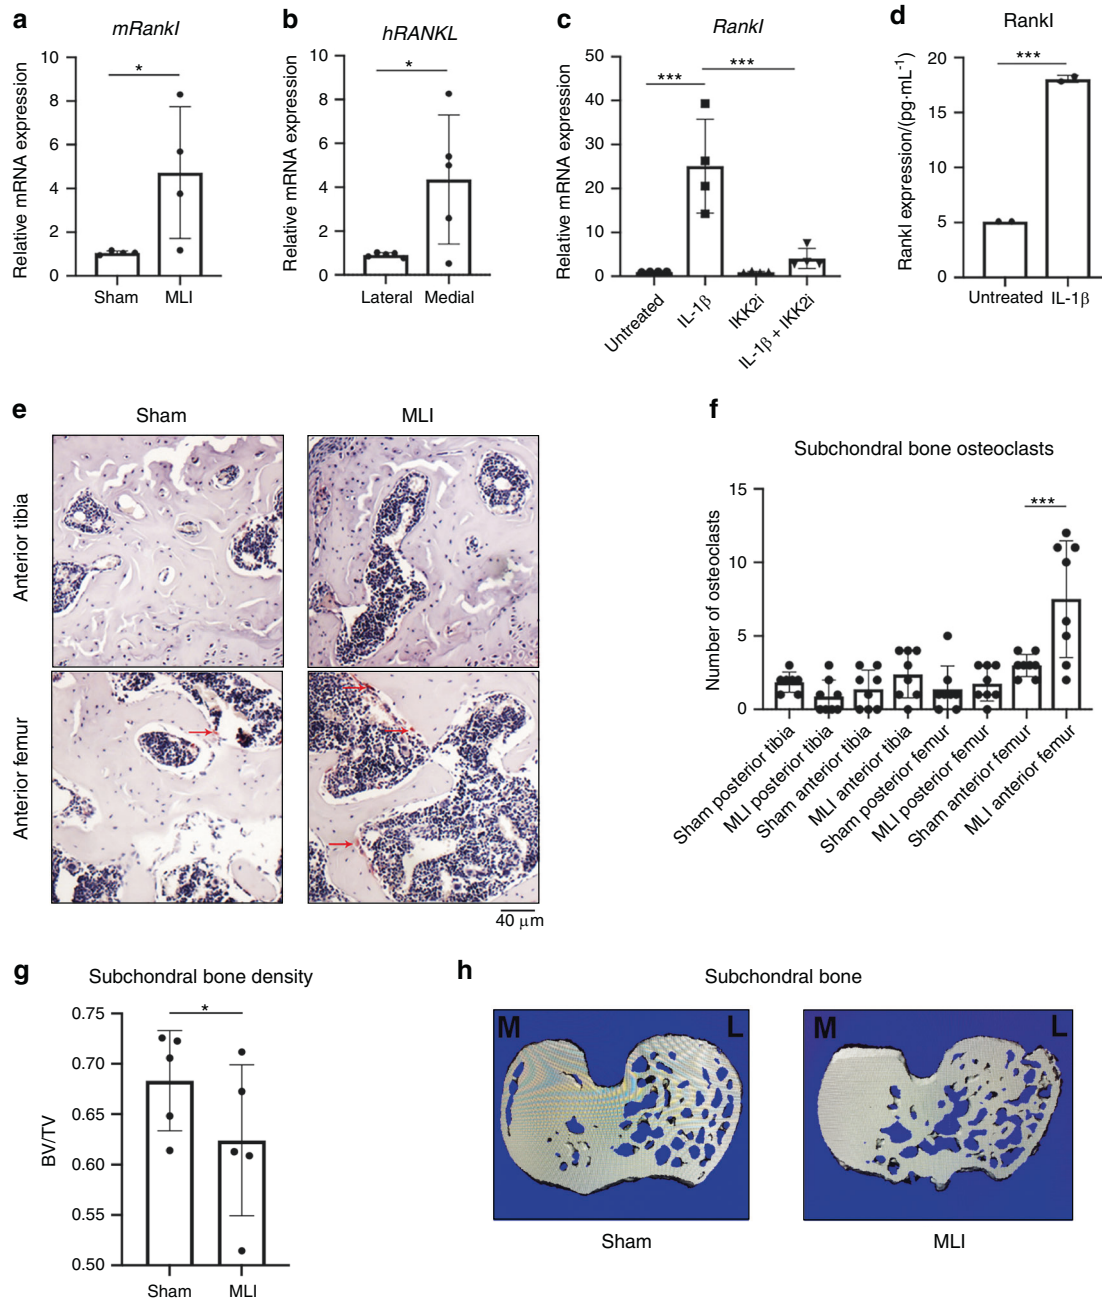 a
mRankl
Relative mRNA expression
10
8
6
4
2
0
*
Sham
MLI
b
hRANKL
Relative mRNA expression
10
8
6
4
2
0
*
Lateral
Medial
c
Rankl
Relative mRNA expression
50
40
30
20
10
0
***
***
Untreated
IL-1β
IKK2i
IL-1β + IKK2i
d
Rankl
Rankl expression/(pg·mL⁻¹)
20
15
10
5
0
***
Untreated
IL-1β
e
Sham
MLI
Anterior tibia
Anterior femur
40 μm
f
Subchondral bone osteoclasts
Number of osteoclasts
15
10
5
0
***
Sham posterior tibia
MLI posterior tibia
Sham anterior tibia
MLI anterior tibia
Sham posterior femur
MLI posterior femur
Sham anterior femur
MLI anterior femur
g
Subchondral bone density
BV/TV
0.75
0.70
0.65
0.60
0.55
0.50
*
Sham
MLI
h
Subchondral bone
M
L
M
L
Sham
MLI